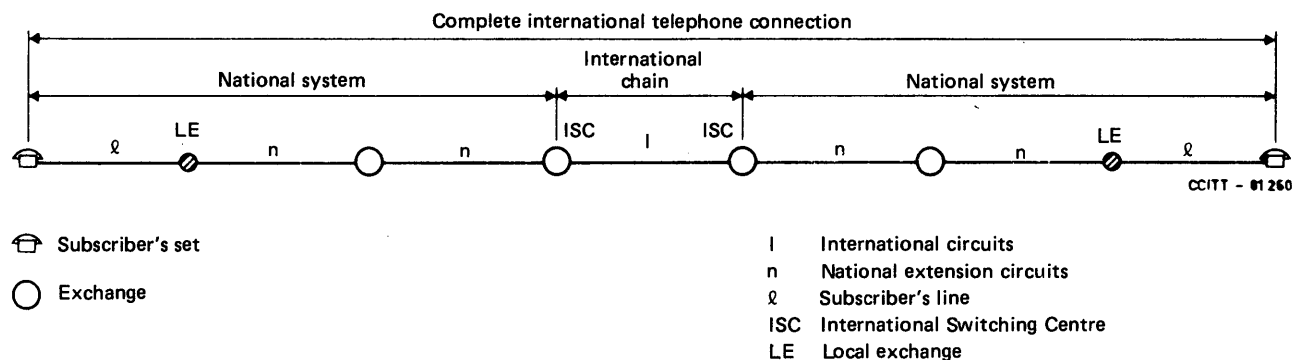 Complete international telephone connection
National system
International
chain
National system
LE
ISC
ISC
LE
ℓ
n
n
I
n
n
ℓ
CCITT - 81 260
Subscriber's set
Exchange
I International circuits
n National extension circuits
ℓ Subscriber's line
ISC International Switching Centre
LE Local exchange